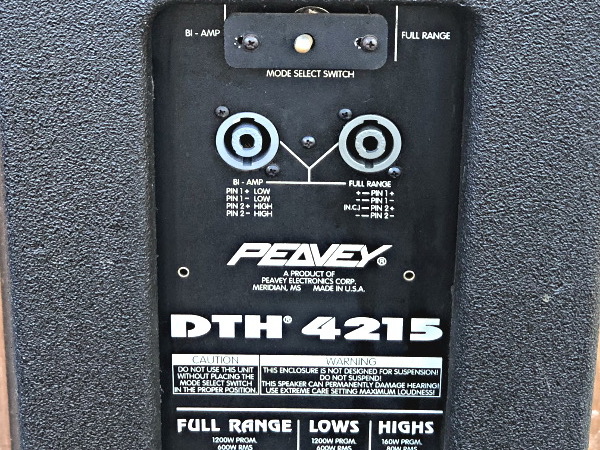 BI - AMP
FULL RANGE
MODE SELECT SWITCH
BI - AMP
FULL RANGE
PIN 1 + LOW
PIN 1 - LOW
PIN 2 + HIGH
PIN 2 - HIGH
+ — PIN 1 +
- — PIN 1 -
(N.C.) — PIN 2 +
- — PIN 2 -
PEAVEY®
A PRODUCT OF
PEAVEY ELECTRONICS CORP.
MERIDIAN, MS MADE IN U.S.A.
DTH® 4215
CAUTION
DO NOT USE THIS UNIT
WITHOUT PLACING THE
MODE SELECT SWITCH
IN THE PROPER POSITION.
WARNING
THIS ENCLOSURE IS NOT DESIGNED FOR SUSPENSION!
DO NOT SUSPEND!
THIS SPEAKER CAN PERMANENTLY DAMAGE HEARING!
USE EXTREME CARE SETTING MAXIMUM LOUDNESS!
FULL RANGE LOWS HIGHS
1200W PRGM. 1200W PRGM. 160W PRGM.
600W RMS 600W RMS 80W RMS